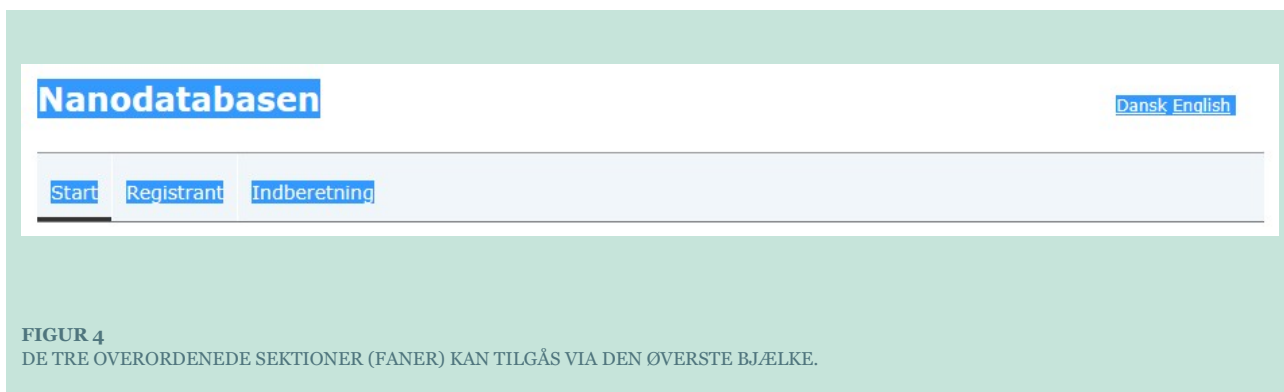 Nanodatabasen
Dansk English
Start Registrant Indberetning
FIGUR 4
DE TRE OVERORDENEDE SEKTIONER (FANER) KAN TILGÅS VIA DEN ØVERSTE BJÆLKE.